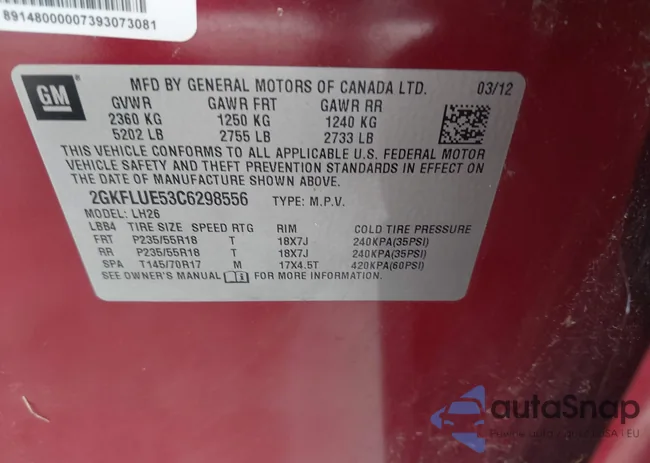 89148000007393073081
GM
MFD BY GENERAL MOTORS OF CANADA LTD. 03/12
GVWR GAWR FRT GAWR RR
2360 KG 1250 KG 1240 KG
5202 LB 2755 LB 2733 LB
THIS VEHICLE CONFORMS TO ALL APPLICABLE U.S. FEDERAL MOTOR
VEHICLE SAFETY AND THEFT PREVENTION STANDARDS IN EFFECT ON
THE DATE OF MANUFACTURE SHOWN ABOVE.
2GKFLUE53C6298556 TYPE: M.P.V.
MODEL: LH26
LBB4 TIRE SIZE SPEED RTG RIM COLD TIRE PRESSURE
FRT P235/55R18 T 18X7J 240KPA(35PSI)
RR P235/55R18 T 18X7J 240KPA(35PSI)
SPA T145/70R17 M 17X4.5T 420KPA(60PSI)
SEE OWNER'S MANUAL FOR MORE INFORMATION.
autoSnap